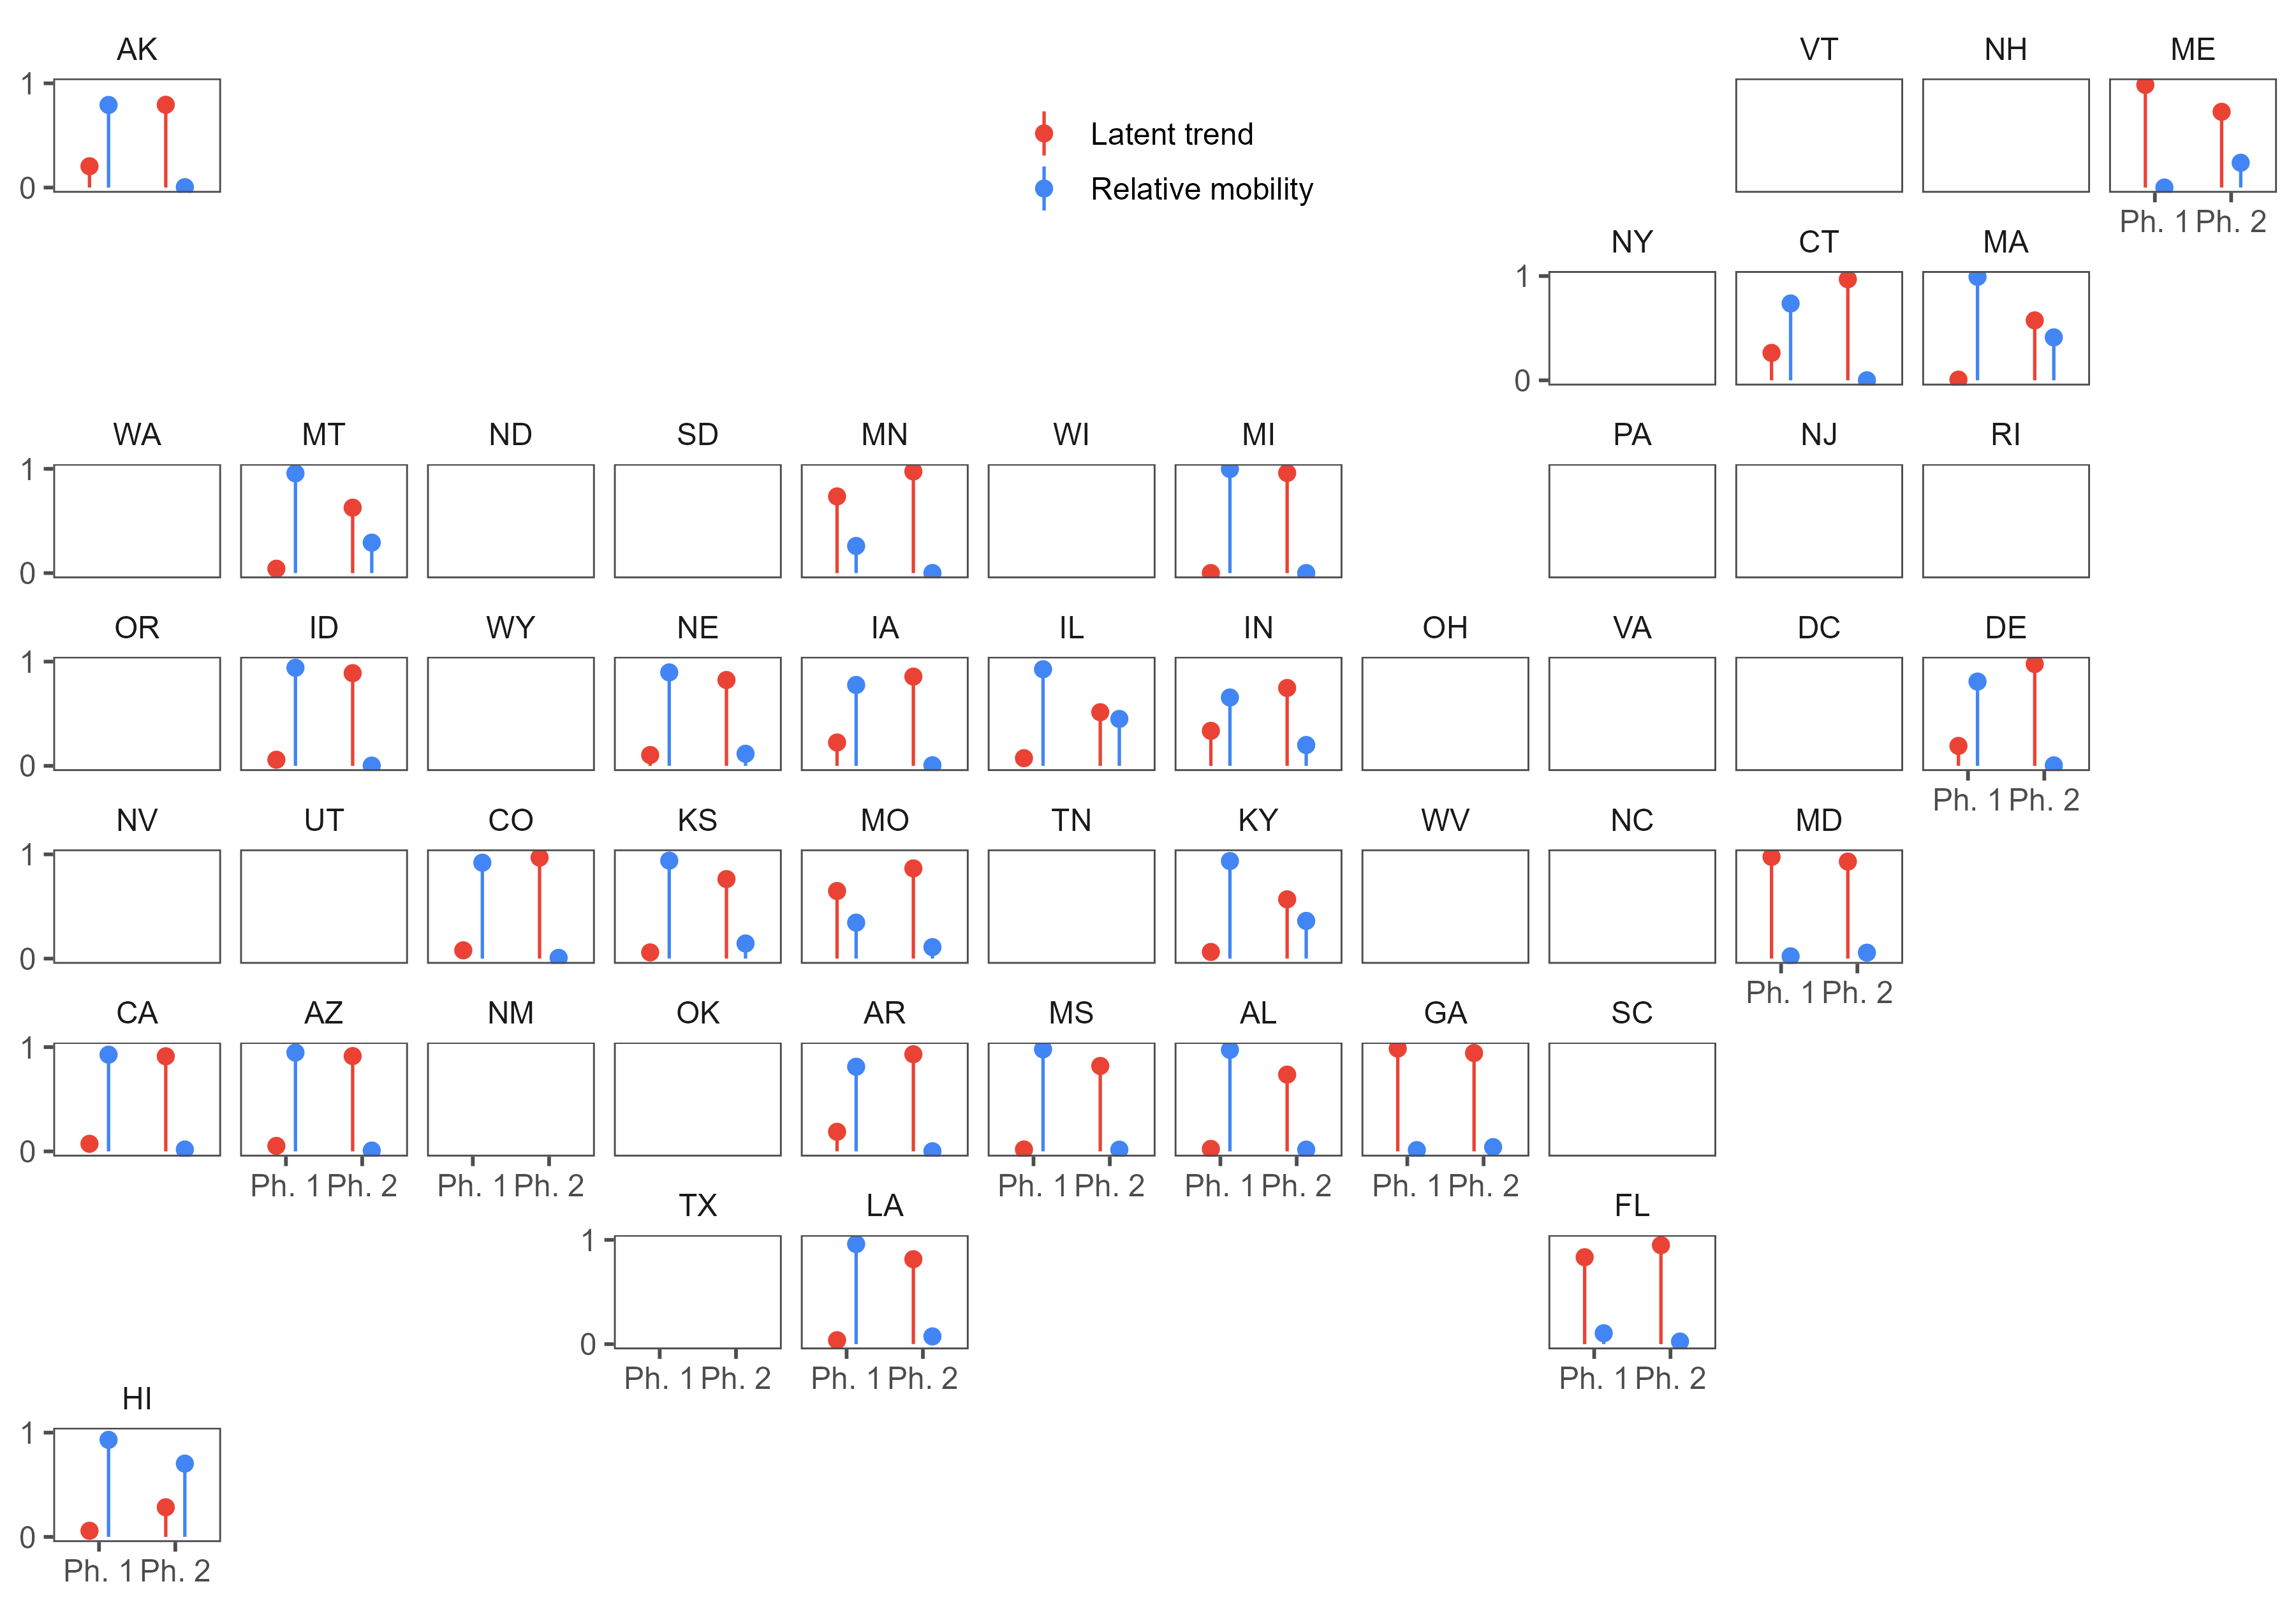 AK VT NH ME
1
0
Latent trend
Relative mobility
Ph. 1 Ph. 2
NY CT MA
1
0
WA MT ND SD MN WI MI PA NJ RI
1
0
OR ID WY NE IA IL IN OH VA DC DE
1
0
Ph. 1 Ph. 2
NV UT CO KS MO TN KY WV NC MD
1
0
Ph. 1 Ph. 2
CA AZ NM OK AR MS AL GA SC
1
0
Ph. 1 Ph. 2 Ph. 1 Ph. 2 Ph. 1 Ph. 2 Ph. 1 Ph. 2 Ph. 1 Ph. 2
TX LA FL
1
0
Ph. 1 Ph. 2 Ph. 1 Ph. 2 Ph. 1 Ph. 2
HI
1
0
Ph. 1 Ph. 2